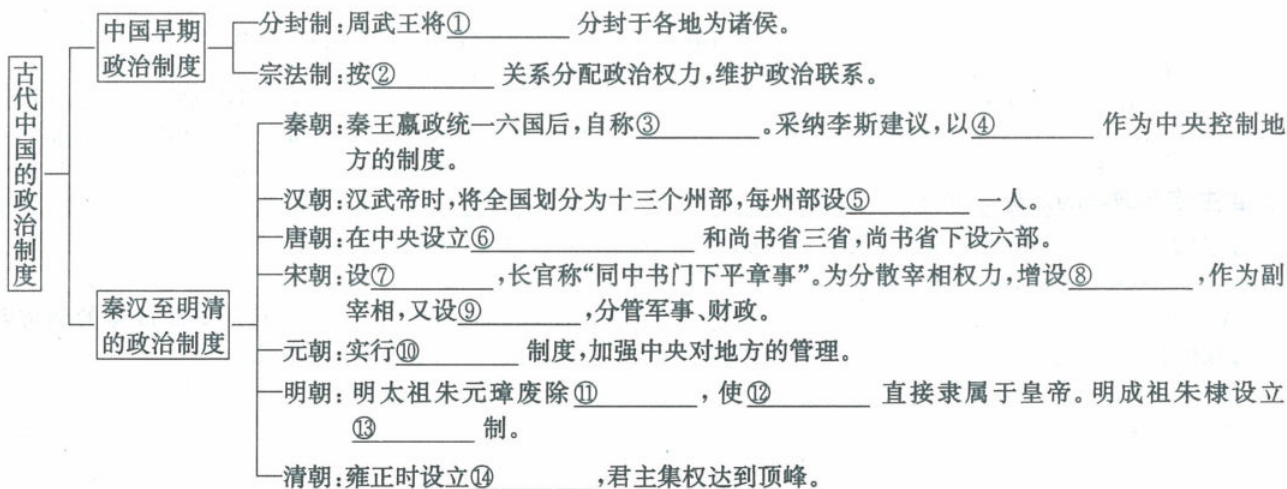 古代中国的政治制度
中国早期
政治制度
分封制:周武王将①________ 分封于各地为诸侯。
宗法制:按②________ 关系分配政治权力,维护政治联系。
秦汉至明清
的政治制度
秦朝:秦王嬴政统一六国后,自称③________。采纳李斯建议,以④________ 作为中央控制地
方的制度。
汉朝:汉武帝时,将全国划分为十三个州部,每州部设⑤________ 一人。
唐朝:在中央设立⑥______________ 和尚书省三省,尚书省下设六部。
宋朝:设⑦________,长官称“同中书门下平章事”。为分散宰相权力,增设⑧________,作为副
宰相,又设⑨________,分管军事、财政。
元朝:实行⑩________ 制度,加强中央对地方的管理。
明朝:明太祖朱元璋废除⑪________,使⑫________ 直接隶属于皇帝。明成祖朱棣设立
⑬________ 制。
清朝:雍正时设立⑭________,君主集权达到顶峰。